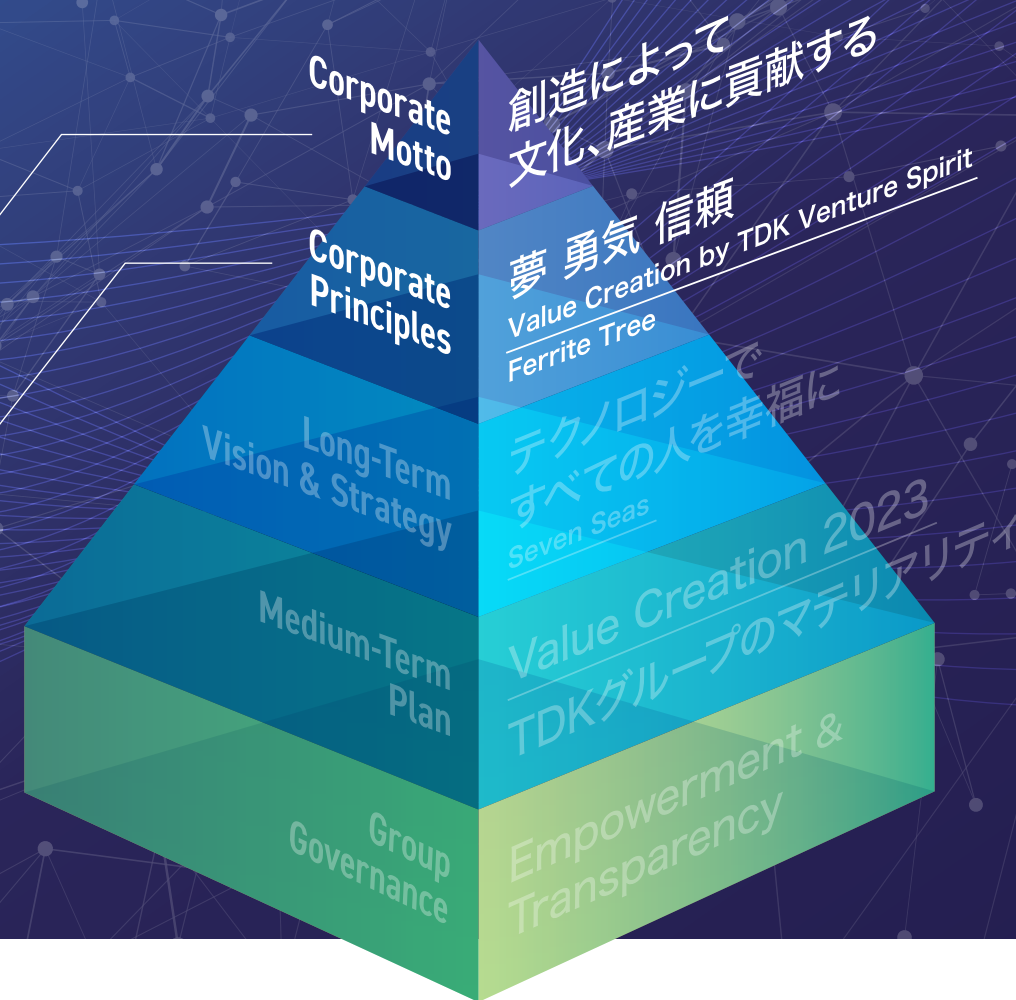 Corporate
Motto
創造によって
文化、産業に貢献する
Corporate
Principles
夢 勇気 信頼
Value Creation by TDK Venture Spirit
Ferrite Tree
Long-Term
Vision & Strategy
テクノロジーで
すべての人を幸福に
Seven Seas
Medium-Term
Plan
Value Creation 2023
TDKグループのマテリアリティ
Group
Governance
Empowerment &
Transparency